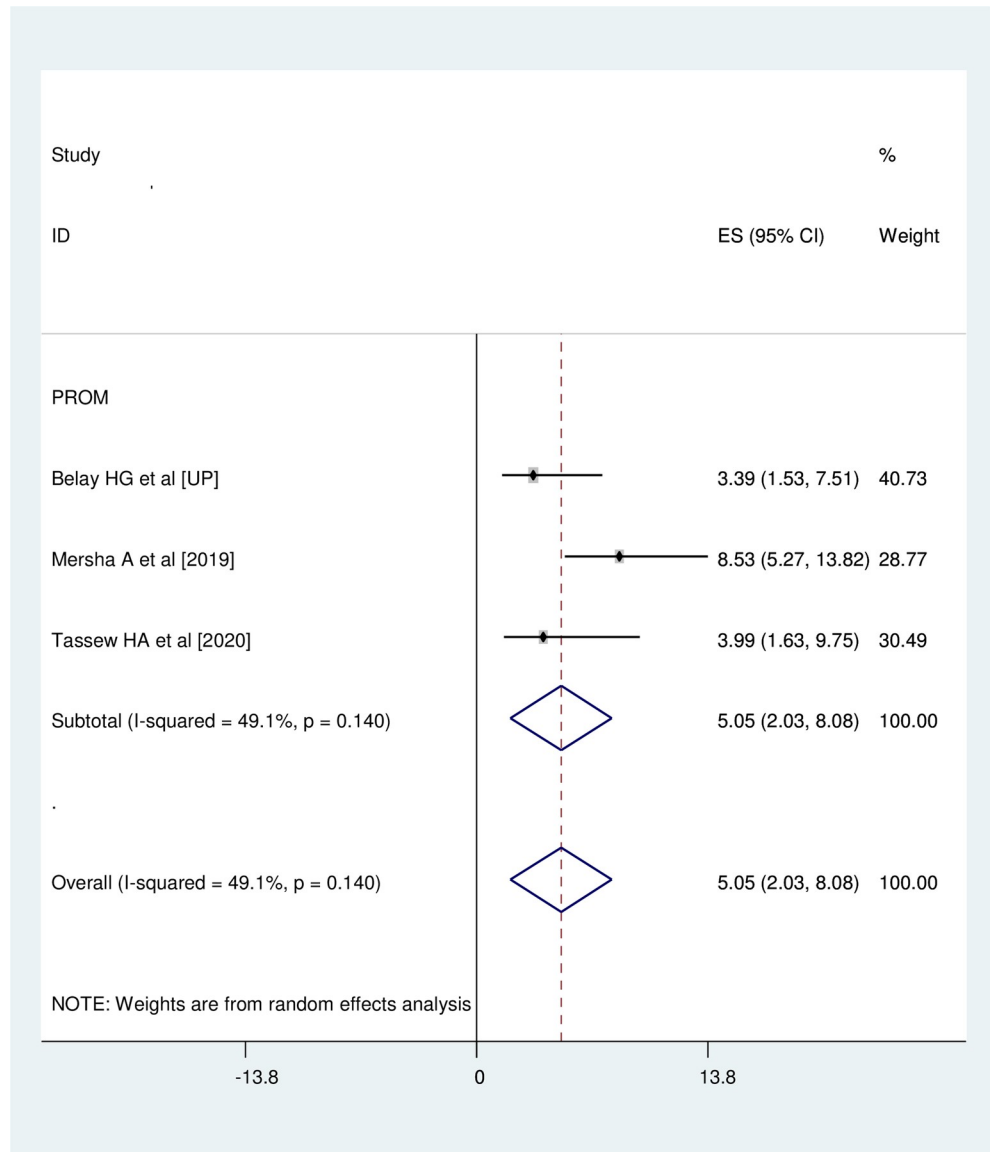 Study %
ID ES (95% CI) Weight
PROM
Belay HG et al [UP] 3.39 (1.53, 7.51) 40.73
Mersha A et al [2019] 8.53 (5.27, 13.82) 28.77
Tassew HA et al [2020] 3.99 (1.63, 9.75) 30.49
Subtotal (I-squared = 49.1%, p = 0.140) 5.05 (2.03, 8.08) 100.00
.
Overall (I-squared = 49.1%, p = 0.140) 5.05 (2.03, 8.08) 100.00
NOTE: Weights are from random effects analysis
-13.8 0 13.8